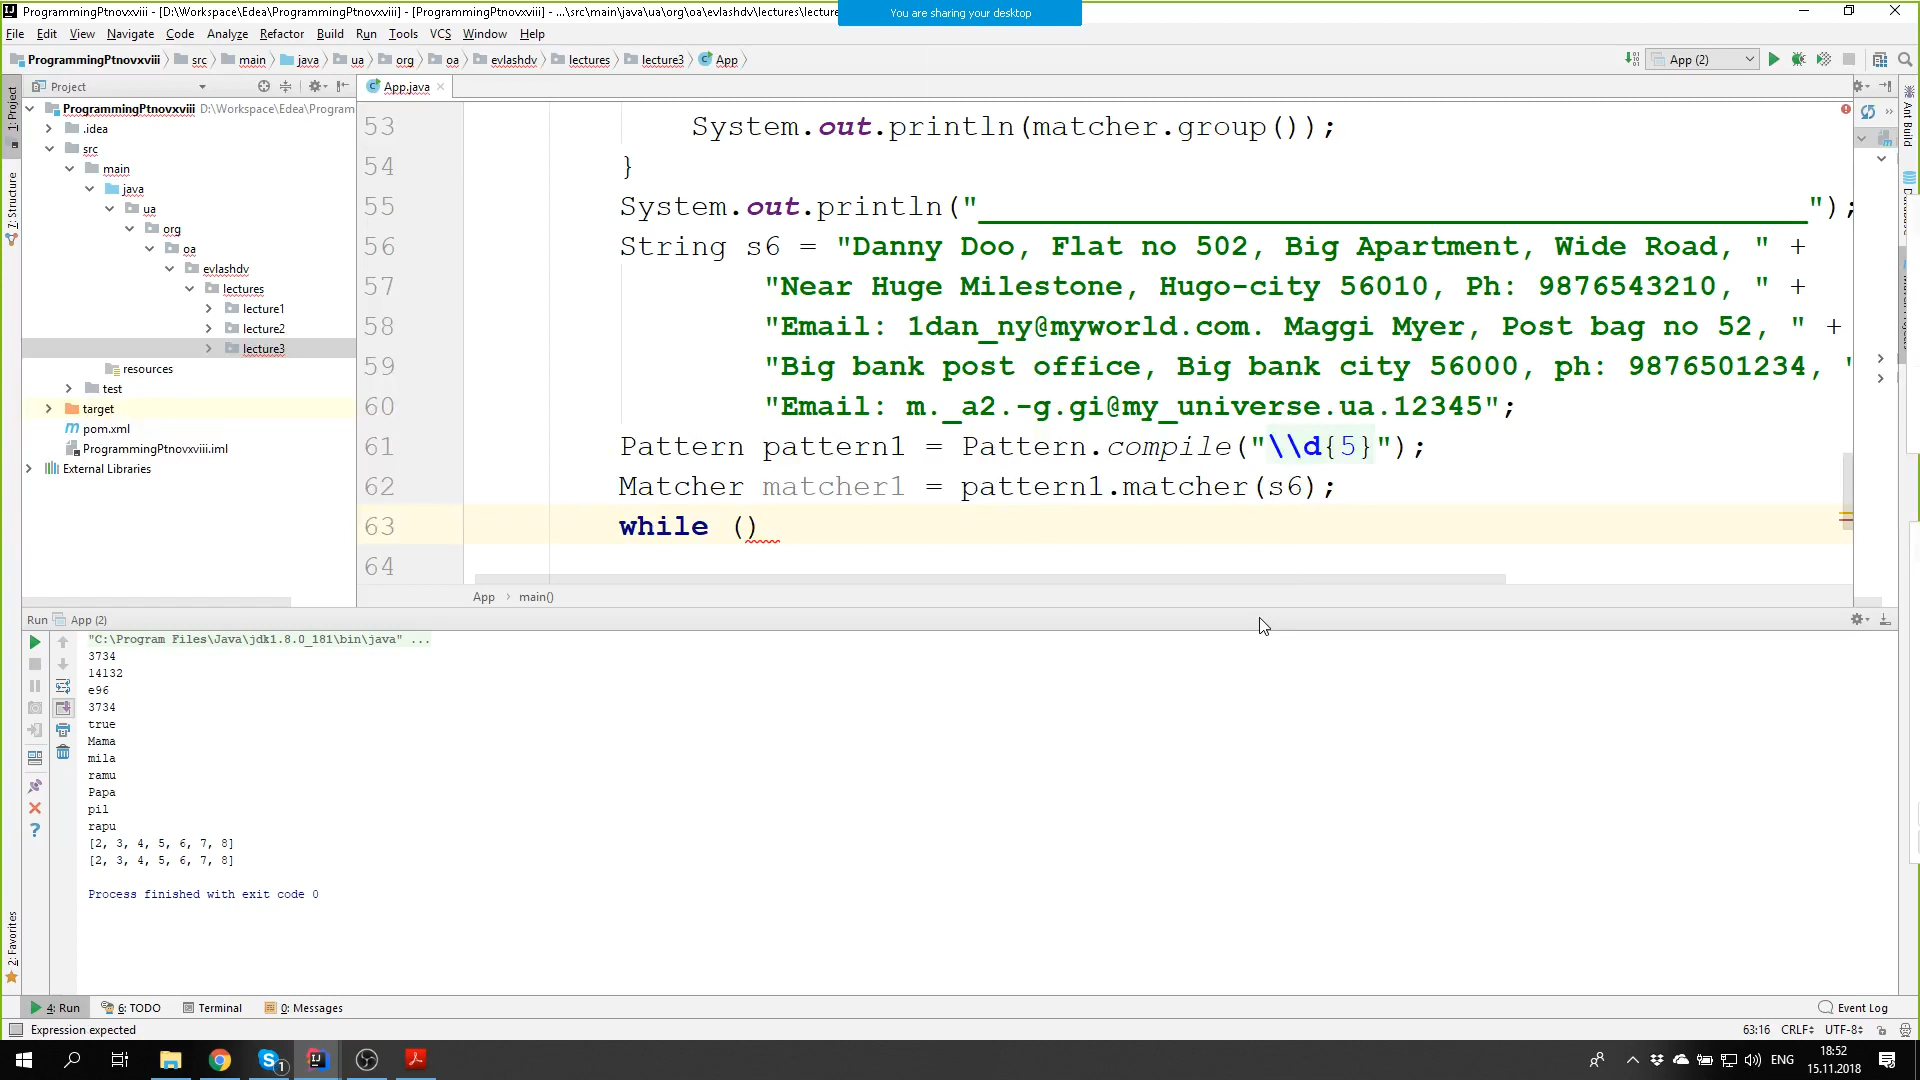 ProgrammingPtnovxviii - [D:\Workspace\Edea\ProgrammingPtnovxviii] - [ProgrammingPtnovxviii] - ...\src\main\java\ua\org\oa\evlashdv\lectures\lecture
You are sharing your desktop
File Edit View Navigate Code Analyze Refactor Build Run Tools VCS Window Help
ProgrammingPtnovxviii src main java ua org oa evlashdv lectures lecture3 App
App (2)
Project
App.java
1: Project
7: Structure
2: Favorites
Ant Build
ProgrammingPtnovxviii D:\Workspace\Edea\Program
.idea
src
main
java
ua
org
oa
evlashdv
lectures
lecture1
lecture2
lecture3
resources
test
target
pom.xml
ProgrammingPtnovxviii.iml
External Libraries
53 System.out.println(matcher.group());
54 }
55 System.out.println("______________________________________________");
56 String s6 = "Danny Doo, Flat no 502, Big Apartment, Wide Road, " +
57 "Near Huge Milestone, Hugo-city 56010, Ph: 9876543210, " +
58 "Email: 1dan_ny@myworld.com. Maggi Myer, Post bag no 52, " +
59 "Big bank post office, Big bank city 56000, ph: 9876501234, "
60 "Email: m._a2.-g.gi@my_universe.ua.12345";
61 Pattern pattern1 = Pattern.compile("\\d{5}");
62 Matcher matcher1 = pattern1.matcher(s6);
63 while ()
64
App main()
Run App (2)
"C:\Program Files\Java\jdk1.8.0_181\bin\java" ...
3734
14132
e96
3734
true
Mama
mila
ramu
Papa
pil
rapu
[2, 3, 4, 5, 6, 7, 8]
[2, 3, 4, 5, 6, 7, 8]
Process finished with exit code 0
4: Run 6: TODO Terminal 0: Messages Event Log
Expression expected 63:16 CRLF UTF-8
1 ENG 18:52
15.11.2018